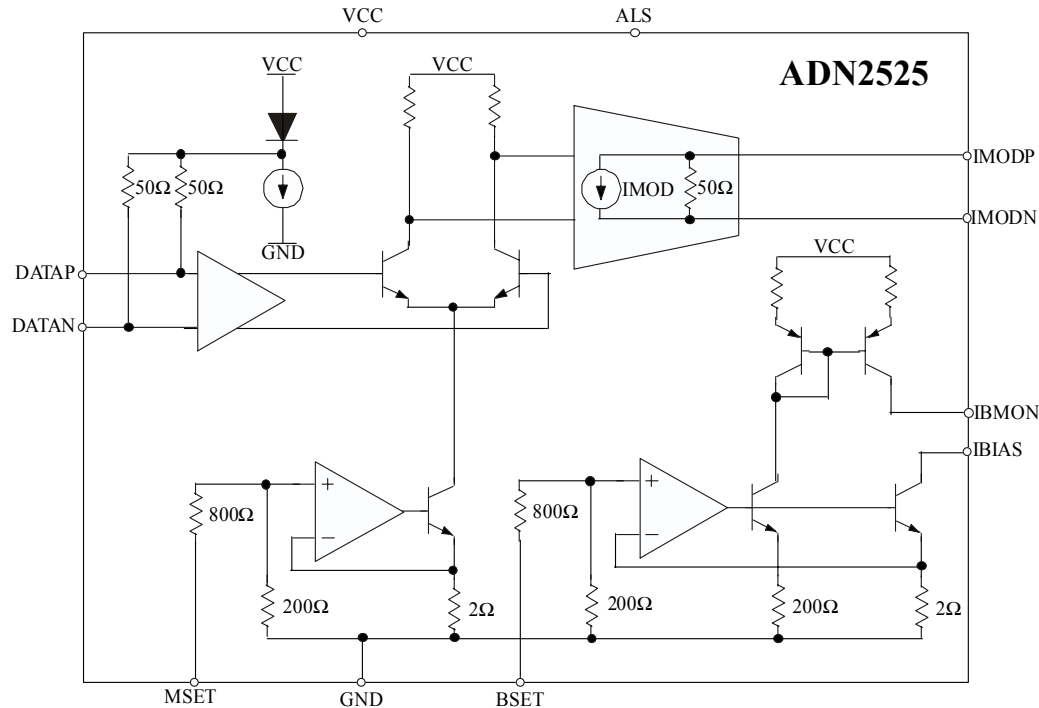 VCC
ALS
VCC
VCC
ADN2525
50Ω
50Ω
GND
IMOD
50Ω
IMODP
IMODN
DATAP
DATAN
VCC
IBMON
IBIAS
800Ω
+
−
200Ω
2Ω
800Ω
+
−
200Ω
200Ω
2Ω
MSET
GND
BSET